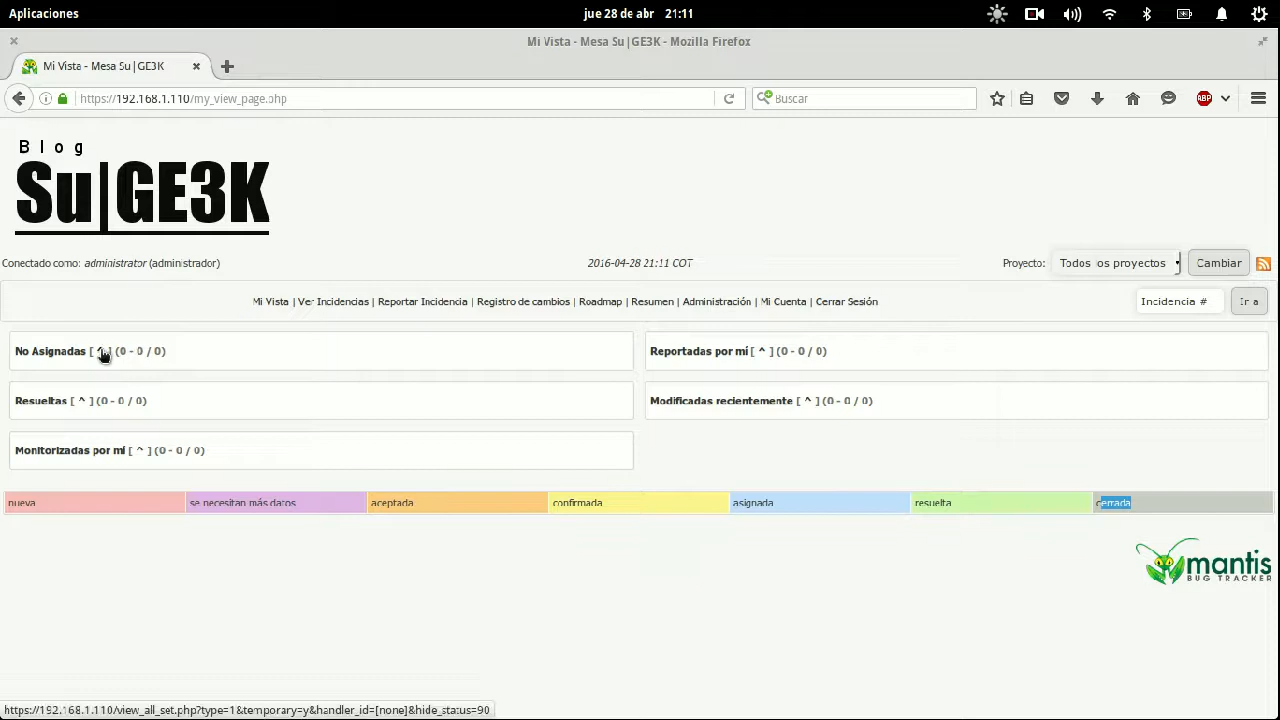 Aplicaciones
jue 28 de abr 21:11
Mi Vista - Mesa Su|GE3K - Mozilla Firefox
Mi Vista - Mesa Su|GE3K
https://192.168.1.110/my_view_page.php
Buscar
ABP
Blog
Su|GE3K
Conectado como: administrator (administrador)
2016-04-28 21:11 COT
Proyecto: Todos los proyectos Cambiar
Mi Vista | Ver Incidencias | Reportar Incidencia | Registro de cambios | Roadmap | Resumen | Administración | Mi Cuenta | Cerrar Sesión
Incidencia # Ir a
No Asignadas [ ^ ] (0 - 0 / 0)
Reportadas por mí [ ^ ] (0 - 0 / 0)
Resueltas [ ^ ] (0 - 0 / 0)
Modificadas recientemente [ ^ ] (0 - 0 / 0)
Monitorizadas por mí [ ^ ] (0 - 0 / 0)
nueva se necesitan más datos aceptada confirmada asignada resuelta cerrada
mantis
BUG TRACKER
https://192.168.1.110/view_all_set.php?type=1&temporary=y&handler_id=[none]&hide_status=90